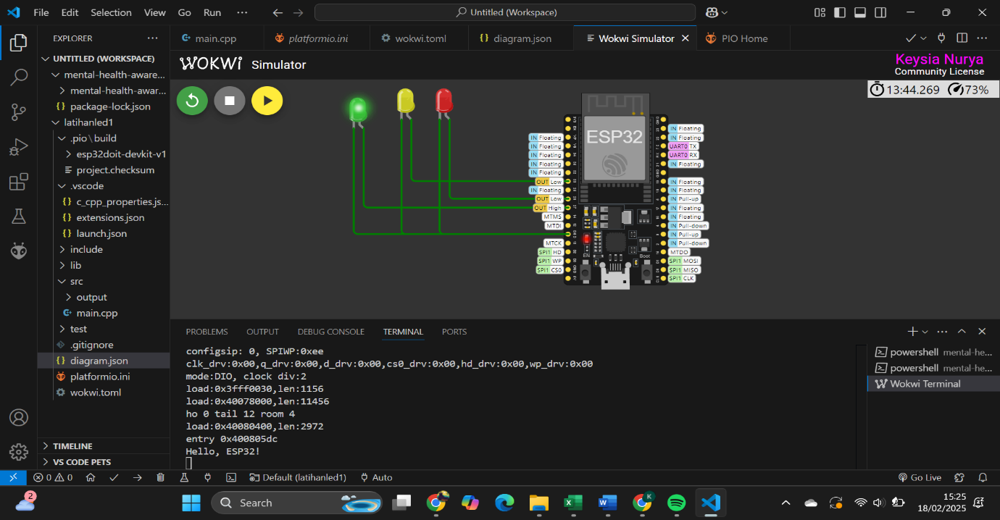 File Edit Selection View Go Run ··· Untitled (Workspace)
EXPLORER ···
UNTITLED (WORKSPACE)
mental-health-aware...
mental-health-awar...
package-lock.json
latihanled1
.pio\build
esp32doit-devkit-v1
project.checksum
.vscode
c_cpp_properties.js...
extensions.json
launch.json
include
lib
src
output
main.cpp
test
.gitignore
diagram.json
platformio.ini
wokwi.toml
TIMELINE
VS CODE PETS
main.cpp platformio.ini wokwi.toml diagram.json Wokwi Simulator PIO Home
WOKWi Simulator
Keysia Nurya
Community License
13:44.269 73%
ESP32
IN Floating
IN Floating
IN Floating
IN Floating
IN Floating
OUT Low
IN Floating
OUT Low
OUT High
MTMS
MTDI
MTCK
SPI1 HD
SPI1 WP
SPI1 CS0
EN
Boot
IN Floating
IN Floating
UART0 TX
UART0 RX
IN Floating
IN Floating
IN Floating
IN Pull-up
IN Floating
IN Floating
IN Pull-down
IN Pull-up
IN Pull-down
MTDO
SPI1 MOSI
SPI1 MISO
SPI1 CLK
PROBLEMS OUTPUT DEBUG CONSOLE TERMINAL PORTS
configsip: 0, SPIWP:0xee
clk_drv:0x00,q_drv:0x00,d_drv:0x00,cs0_drv:0x00,hd_drv:0x00,wp_drv:0x00
mode:DIO, clock div:2
load:0x3fff0030,len:1156
load:0x40078000,len:11456
ho 0 tail 12 room 4
load:0x40080400,len:2972
entry 0x400805dc
Hello, ESP32!
powershell mental-he...
powershell mental-he...
Wokwi Terminal
0 0 Default (latihanled1) Auto Go Live
2
Search
K
15:25
18/02/2025